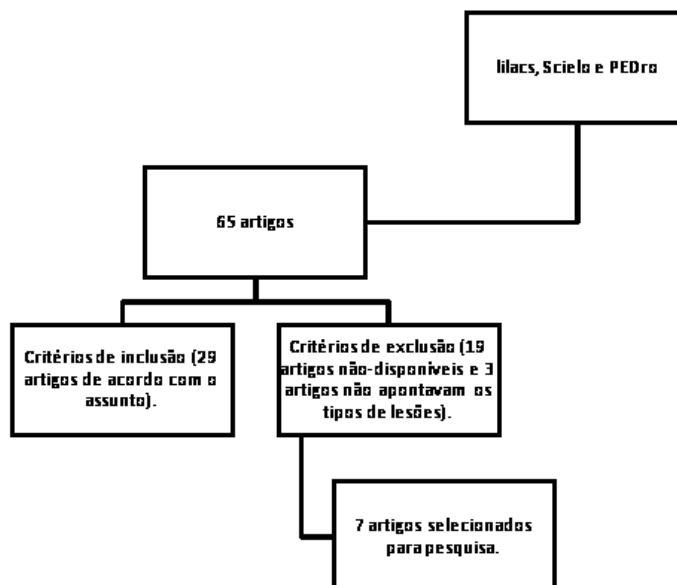 lilacs, Scielo e PEDro
65 artigos
Critérios de inclusão (29
artigos de acordo com o
assunto).
Critérios de exclusão (19
artigos não-disponíveis e 3
artigos não apontavam os
tipos de lesões).
7 artigos selecionados
para pesquisa.